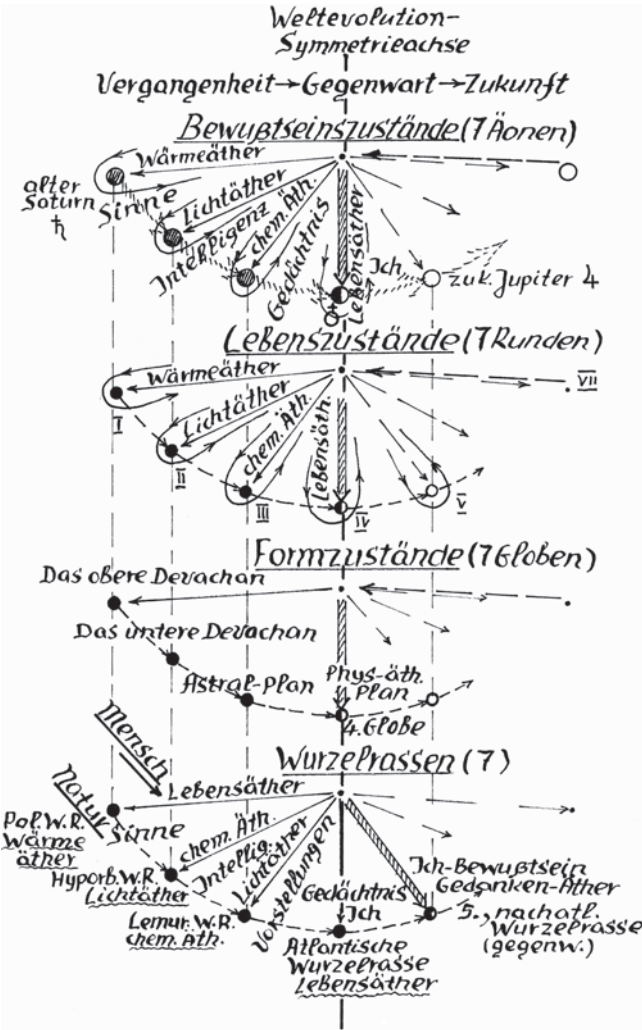 Weltevolution-
Symmetrieachse
Vergangenheit→Gegenwart→Zukunft
Bewußtseinszustände (7 Äonen)
Wärmeäther
alter
Saturn
♄
Sinne
Lichtäther
Intelligenz
chem. Äth.
Gedächtnis
Lebensäther
Ich
zuk. Jupiter 4
Lebenszustände (7 Runden)
Wärmeäther
VII
Lichtäther
chem. Äth.
Lebensäth.
I
II
III
IV
V
Formzustände (7 Globen)
Das obere Devachan
Das untere Devachan
Astral-Plan
Phys-äth.
Plan
4. Globe
Wurzelrassen (7)
Mensch
Natur
Lebensäther
Pol. W.R.
Wärme
äther
Sinne
chem. Äth.
Intellig.
Lichtäther
Vorstellungen
Hyporb. W.R.
Lichtäther
Lemur. W.R.
chem. Äth.
Gedächtnis
Ich
Atlantische
Wurzelrasse
Lebensäther
Ich-Bewußtsein
Gedanken-Äther
5., nachatl.
Wurzelrasse
(gegenw.)